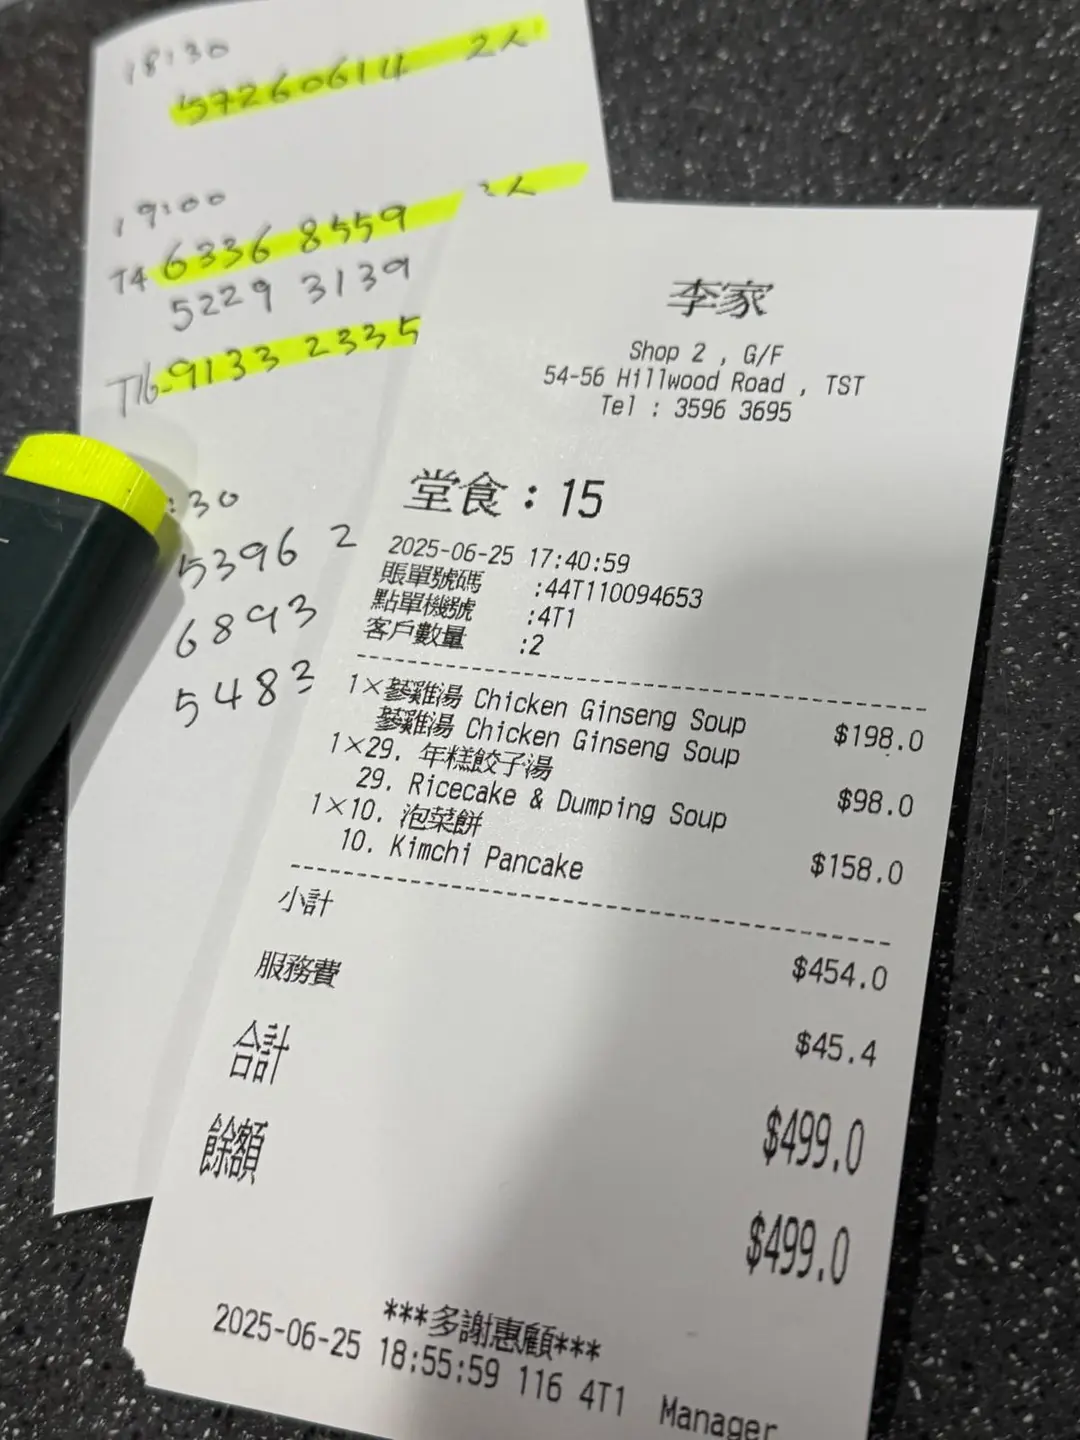 18:30
57260614 2人
19:00
T4 6336 8559 2人
5229 3139
T16 9133 2335
:30
5396 2
6893
5483
李家
Shop 2 , G/F
54-56 Hillwood Road , TST
Tel : 3596 3695
堂食 : 15
2025-06-25 17:40:59
賬單號碼 :44T110094653
點單機號 :4T1
客戶數量 :2
1×蔘雞湯 Chicken Ginseng Soup $198.0
蔘雞湯 Chicken Ginseng Soup
1×29. 年糕餃子湯 $98.0
29. Ricecake & Dumping Soup
1×10. 泡菜餅 $158.0
10. Kimchi Pancake
小計 $454.0
服務費 $45.4
合計 $499.0
餘額 $499.0
***多謝惠顧***
2025-06-25 18:55:59 116 4T1 Manager